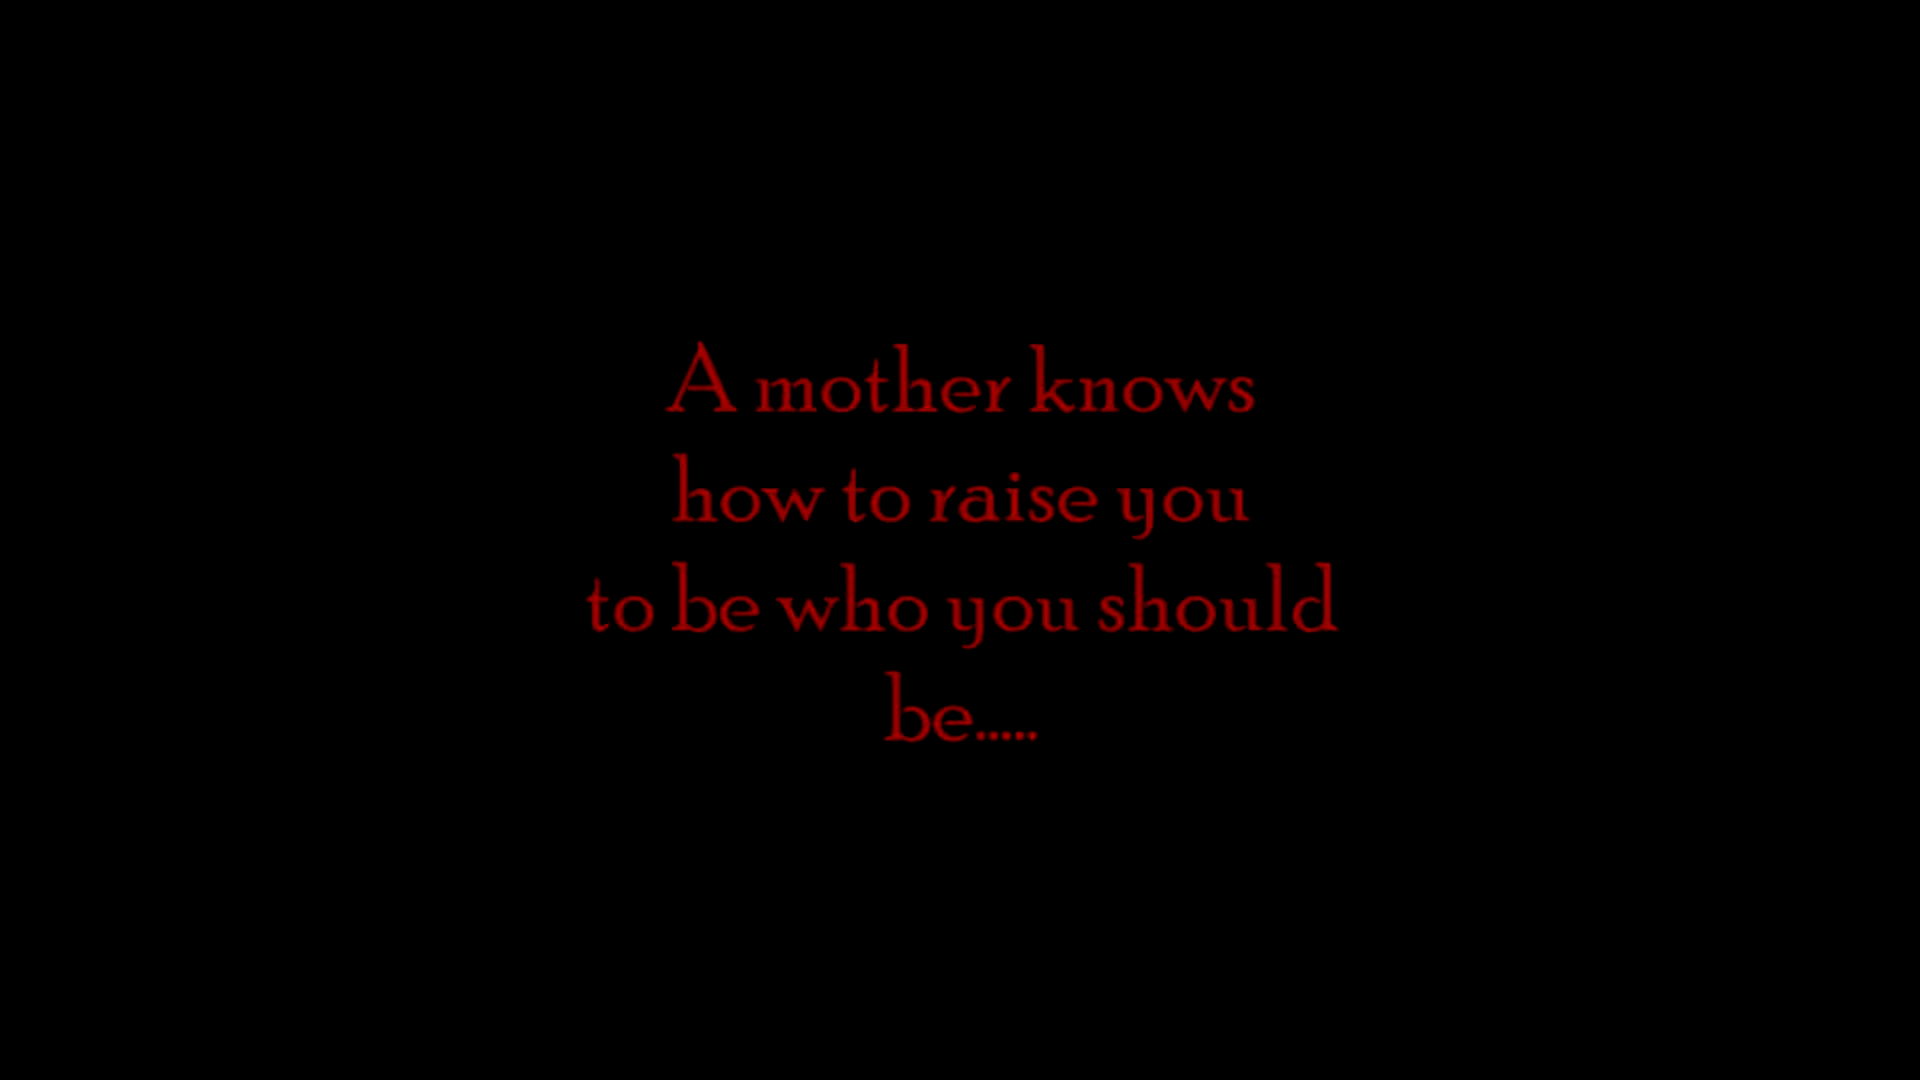 A mother knows
how to raise you
to be who you should
be.....